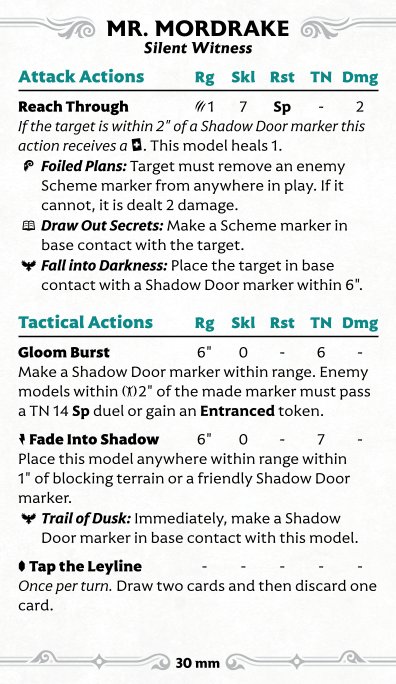 MR. MORDRAKE
Silent Witness
Attack Actions Rg Skl Rst TN Dmg
Reach Through 1 7 Sp - 2
If the target is within 2" of a Shadow Door marker this
action receives a . This model heals 1.
Foiled Plans: Target must remove an enemy
Scheme marker from anywhere in play. If it
cannot, it is dealt 2 damage.
Draw Out Secrets: Make a Scheme marker in
base contact with the target.
Fall into Darkness: Place the target in base
contact with a Shadow Door marker within 6".
Tactical Actions Rg Skl Rst TN Dmg
Gloom Burst 6" 0 - 6 -
Make a Shadow Door marker within range. Enemy
models within 2" of the made marker must pass
a TN 14 Sp duel or gain an Entranced token.
Fade Into Shadow 6" 0 - 7 -
Place this model anywhere within range within
1" of blocking terrain or a friendly Shadow Door
marker.
Trail of Dusk: Immediately, make a Shadow
Door marker in base contact with this model.
Tap the Leyline - - - - -
Once per turn. Draw two cards and then discard one
card.
30 mm